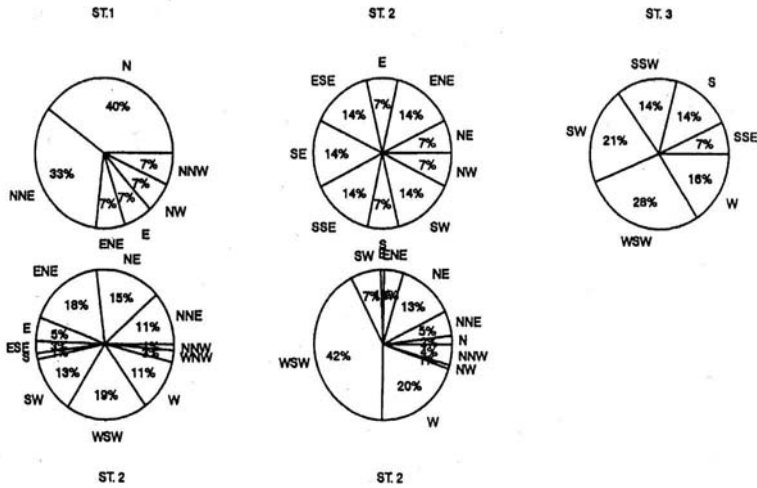 ST.1 ST. 2 ST. 3
N
40%
33%
NNE
7%
NNW
7%
NW
7%
E
7%
ENE
E
7%
ESE
14%
ENE
14%
NE
7%
SE
14%
NW
7%
SSE
14%
SW
14%
7%
S
SSW
14%
S
14%
SSE
7%
SW
21%
W
16%
WSW
28%
ENE
18%
NE
15%
NNE
11%
E
5%
ESE
S
NNW
WNW
SW
13%
WSW
19%
W
11%
SW
7%
ENE
NE
13%
NNE
5%
N
NNW
NW
WSW
42%
W
20%
ST. 2 ST. 2